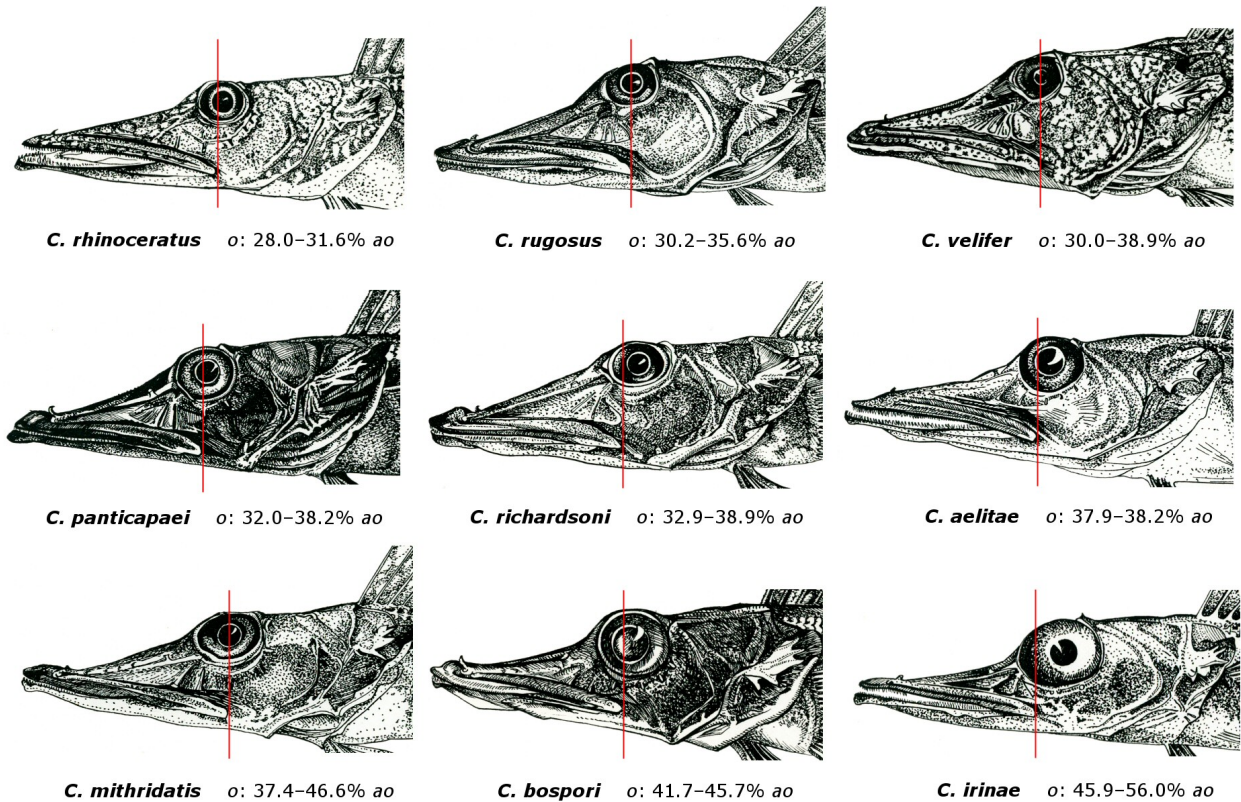 C. rhinoceratus o: 28.0–31.6% ao
C. rugosus o: 30.2–35.6% ao
C. velifer o: 30.0–38.9% ao
C. panticapaei o: 32.0–38.2% ao
C. richardsoni o: 32.9–38.9% ao
C. aelitae o: 37.9–38.2% ao
C. mithridatis o: 37.4–46.6% ao
C. bospori o: 41.7–45.7% ao
C. irinae o: 45.9–56.0% ao